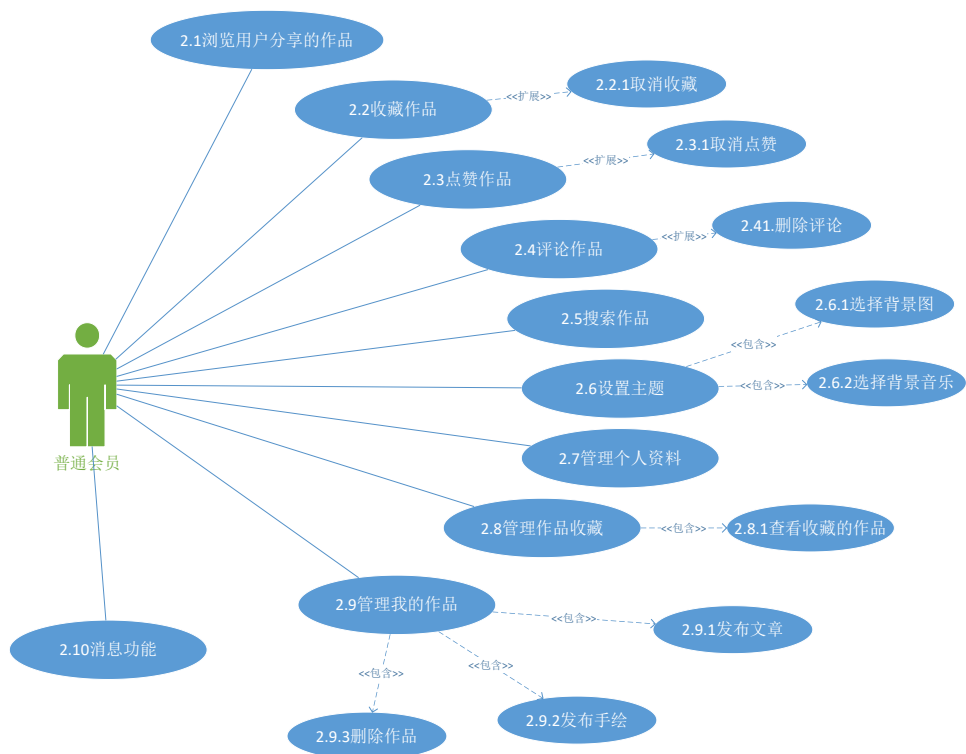 2.1浏览用户分享的作品
2.2收藏作品
<<扩展>>
2.2.1取消收藏
2.3点赞作品
<<扩展>>
2.3.1取消点赞
2.4评论作品
<<扩展>>
2.41.删除评论
2.5搜索作品
2.6设置主题
<<包含>>
2.6.1选择背景图
<<包含>>
2.6.2选择背景音乐
普通会员
2.7管理个人资料
2.8管理作品收藏
<<包含>>
2.8.1查看收藏的作品
2.9管理我的作品
<<包含>>
2.9.1发布文章
<<包含>>
2.9.2发布手绘
<<包含>>
2.9.3删除作品
2.10消息功能